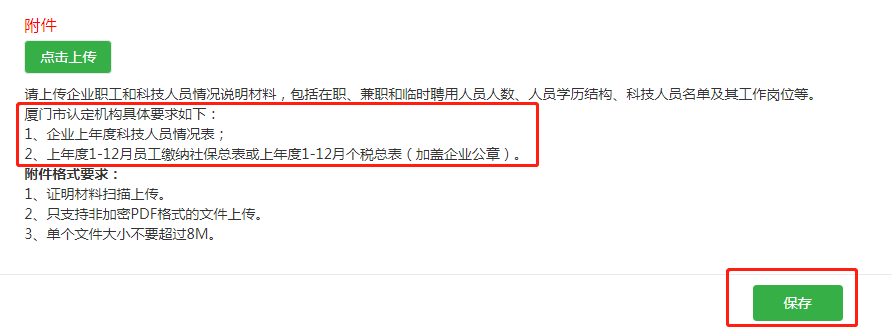 附件
点击上传
请上传企业职工和科技人员情况说明材料，包括在职、兼职和临时聘用人员人数、人员学历结构、科技人员名单及其工作岗位等。
厦门市认定机构具体要求如下：
1、企业上年度科技人员情况表；
2、上年度1-12月员工缴纳社保总表或上年度1-12月个税总表（加盖企业公章）。
附件格式要求：
1、证明材料扫描上传。
2、只支持非加密PDF格式的文件上传。
3、单个文件大小不要超过8M。
保存